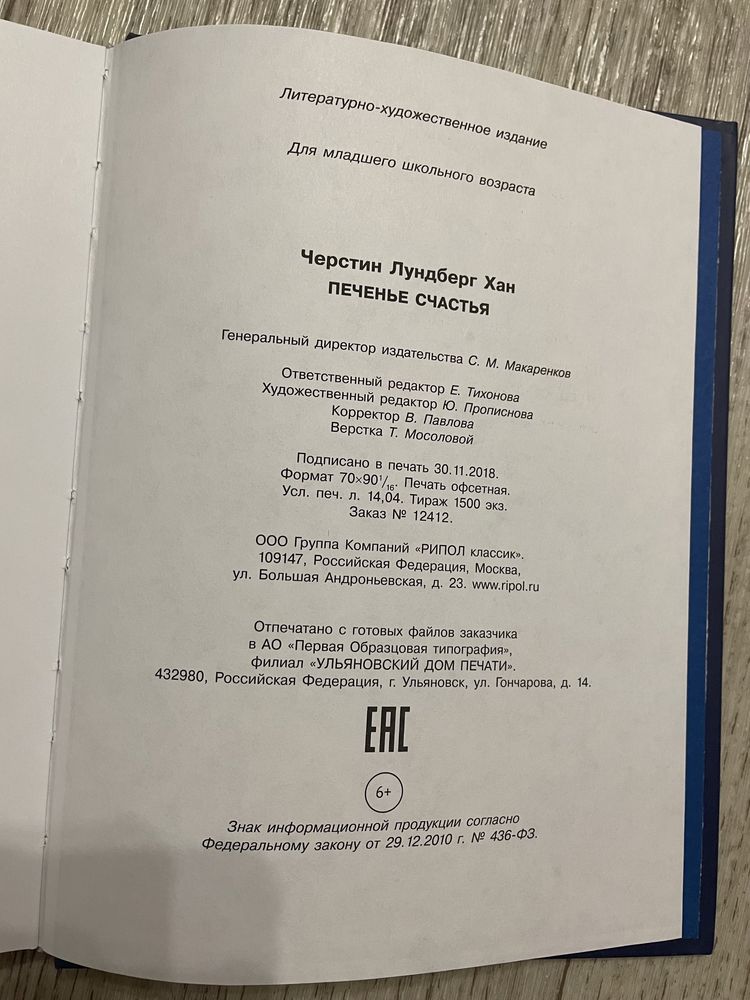 Литературно-художественное издание
Для младшего школьного возраста
Черстин Лундберг Хан
ПЕЧЕНЬЕ СЧАСТЬЯ
Генеральный директор издательства С. М. Макаренков
Ответственный редактор Е. Тихонова
Художественный редактор Ю. Прописнова
Корректор В. Павлова
Верстка Т. Мосоловой
Подписано в печать 30.11.2018.
Формат 70×90 1/16. Печать офсетная.
Усл. печ. л. 14,04. Тираж 1500 экз.
Заказ № 12412.
ООО Группа Компаний «РИПОЛ классик».
109147, Российская Федерация, Москва,
ул. Большая Андроньевская, д. 23. www.ripol.ru
Отпечатано с готовых файлов заказчика
в АО «Первая Образцовая типография»,
филиал «УЛЬЯНОВСКИЙ ДОМ ПЕЧАТИ».
432980, Российская Федерация, г. Ульяновск, ул. Гончарова, д. 14.
ЕАС
6+
Знак информационной продукции согласно
Федеральному закону от 29.12.2010 г. № 436-ФЗ.